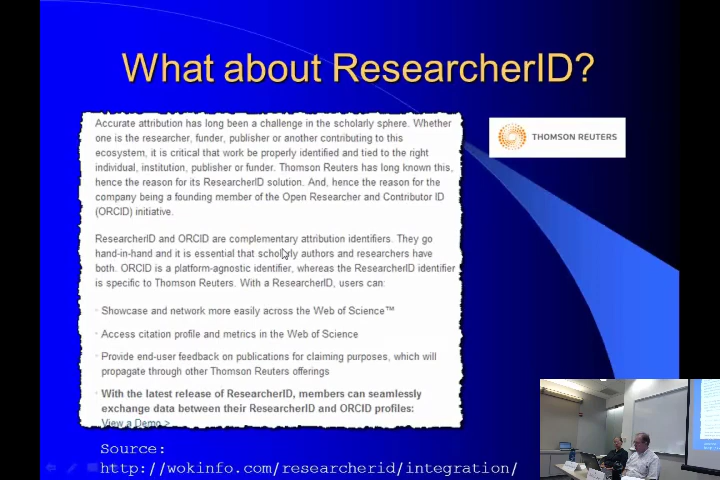 What about ResearcherID?
Accurate attribution has long been a challenge in the scholarly sphere. Whether
one is the researcher, funder, publisher or another contributing to this
ecosystem, it is critical that work be properly identified and tied to the right
individual, institution, publisher or funder. Thomson Reuters has long known this,
hence the reason for its ResearcherID solution. And, hence the reason for the
company being a founding member of the Open Researcher and Contributor ID
(ORCID) initiative.
ResearcherID and ORCID are complementary attribution identifiers. They go
hand-in-hand and it is essential that scholarly authors and researchers have
both. ORCID is a platform-agnostic identifier, whereas the ResearcherID identifier
is specific to Thomson Reuters. With a ResearcherID, users can:
· Showcase and network more easily across the Web of Science™
· Access citation profile and metrics in the Web of Science
· Provide end-user feedback on publications for claiming purposes, which will
propagate through other Thomson Reuters offerings
· With the latest release of ResearcherID, members can seamlessly
exchange data between their ResearcherID and ORCID profiles:
View a Demo >
THOMSON REUTERS
Source:
http://wokinfo.com/researcherid/integration/